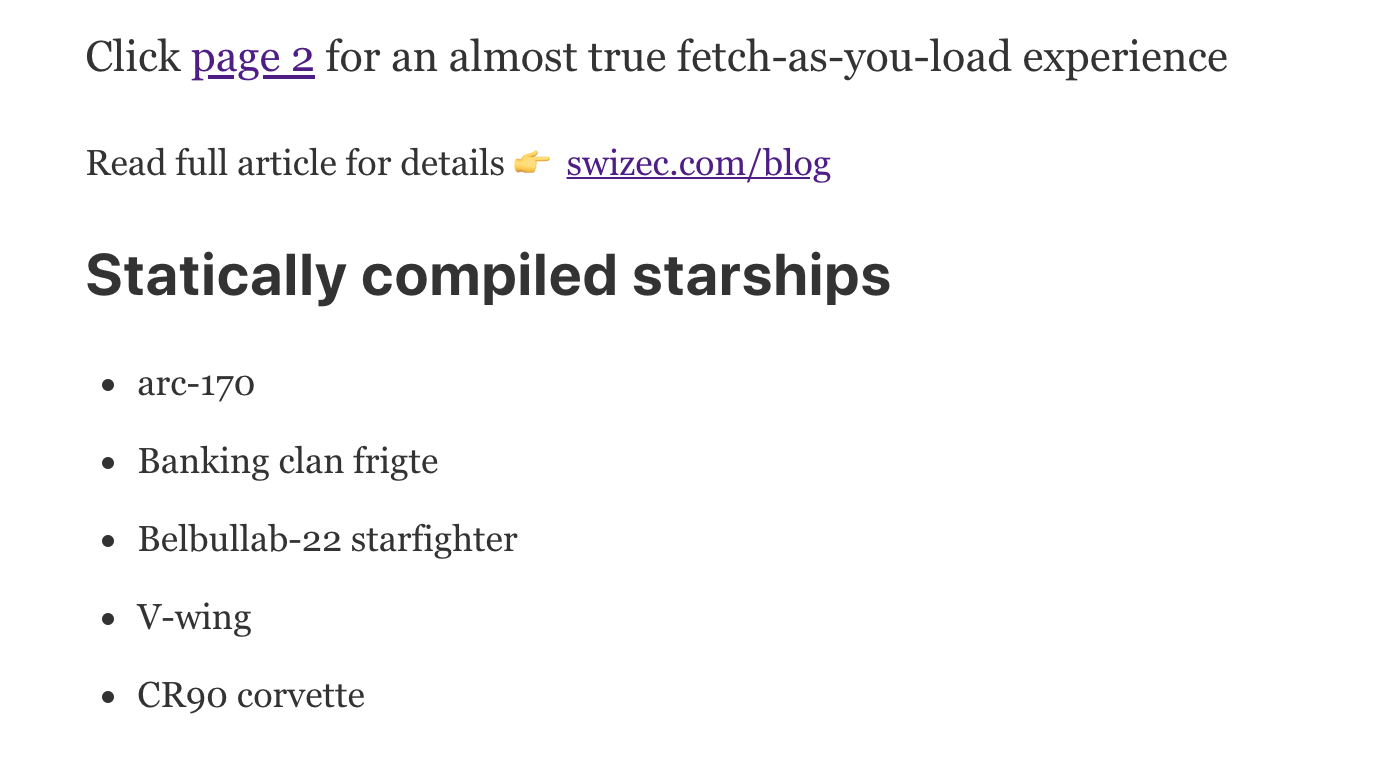 Click page 2 for an almost true fetch-as-you-load experience
Read full article for details 👉 swizec.com/blog
Statically compiled starships
• arc-170
• Banking clan frigte
• Belbullab-22 starfighter
• V-wing
• CR90 corvette